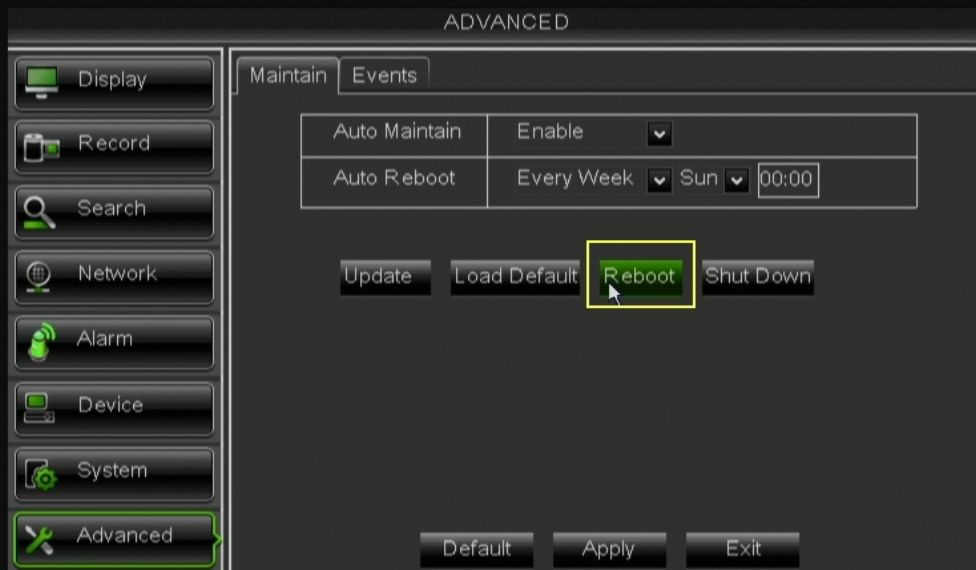 ADVANCED
Display
Record
Search
Network
Alarm
Device
System
Advanced
Maintain Events
Auto Maintain Enable
Auto Reboot Every Week Sun 00:00
Update Load Default Reboot Shut Down
Default Apply Exit